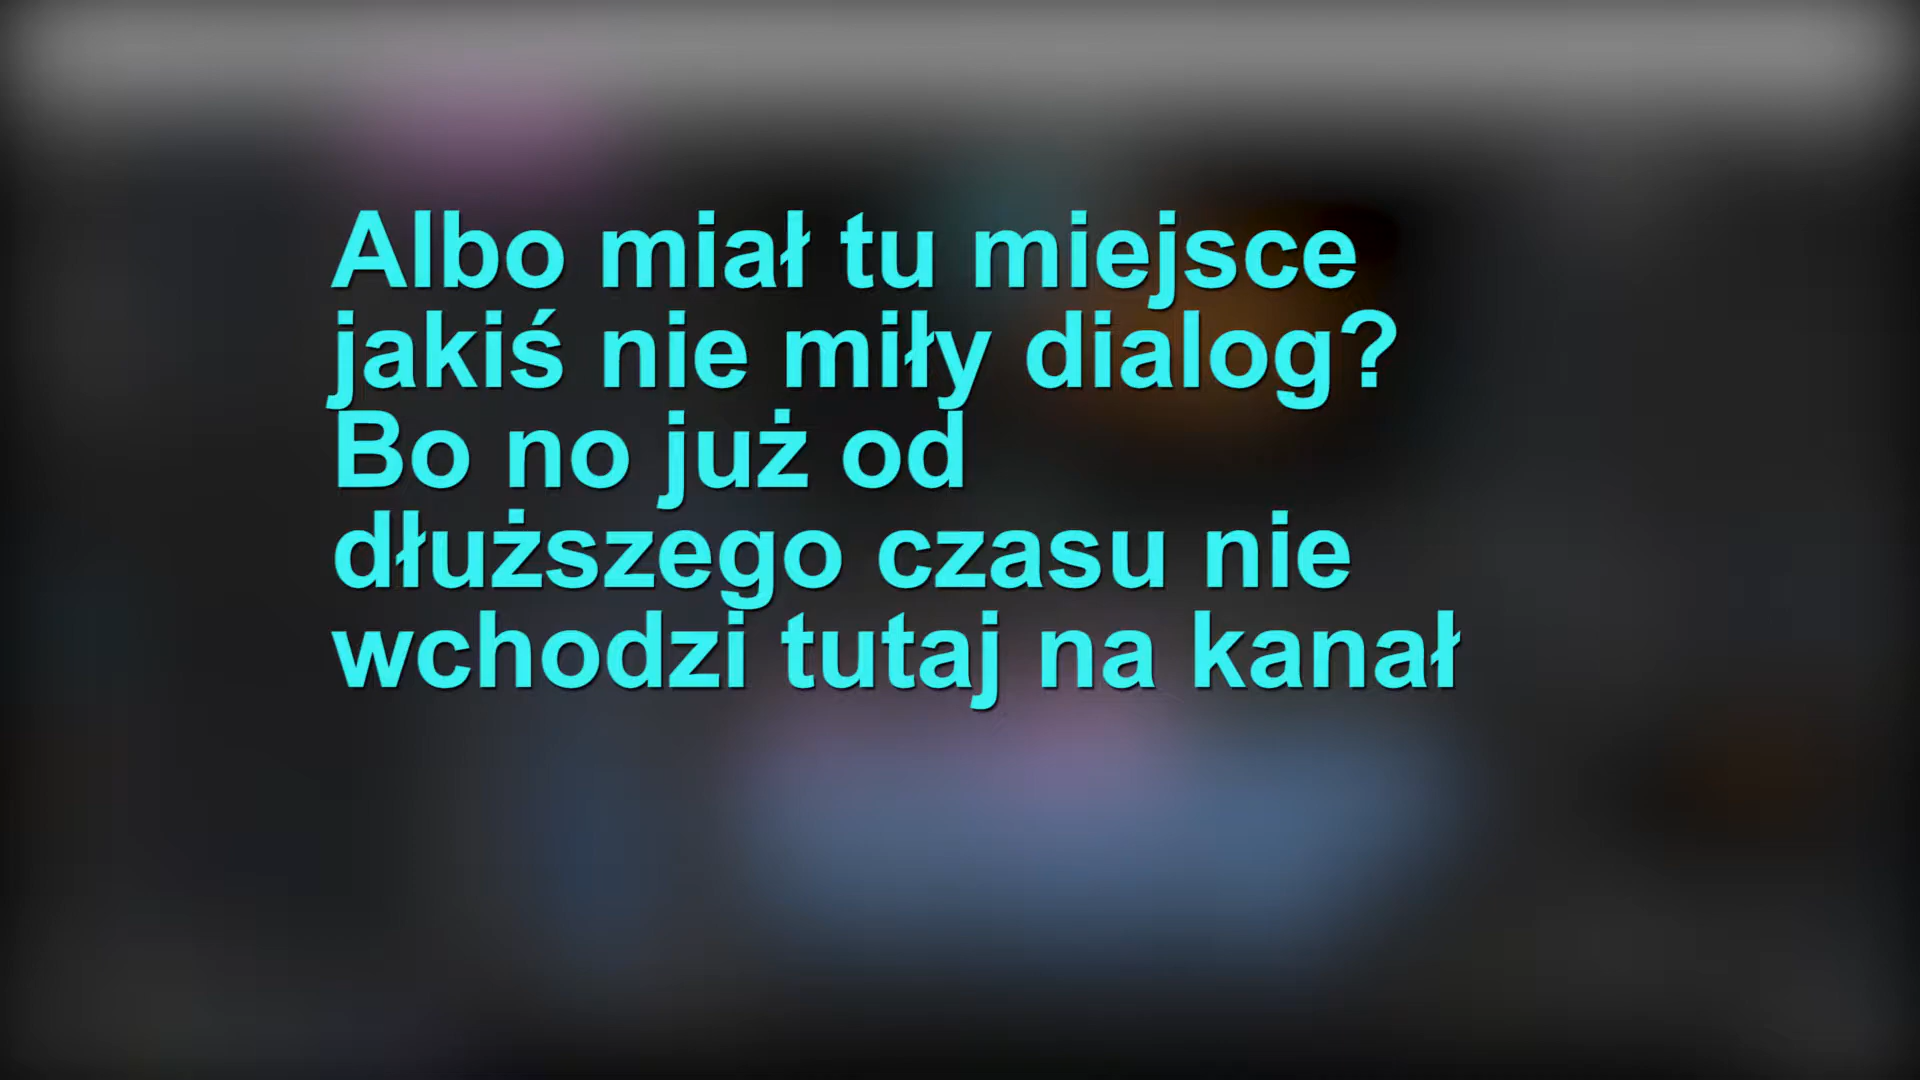 Albo miał tu miejsce
jakiś nie miły dialog?
Bo no już od
dłuższego czasu nie
wchodzi tutaj na kanał